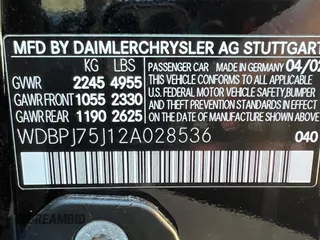 MFD BY DAIMLERCHRYSLER AG STUTTGART
KG LBS
GVWR 2245 4955
GAWR FRONT 1055 2330
GAWR REAR 1190 2625
PASSENGER CAR MADE IN GERMANY 04/02
THIS VEHICLE CONFORMS TO ALL APPLICABLE
U.S. FEDERAL MOTOR VEHICLE SAFETY, BUMPER
AND THEFT PREVENTION STANDARDS IN EFFECT
ON THE DATE OF MANUFACTURE SHOWN ABOVE
WDBPJ75J12A028536
040